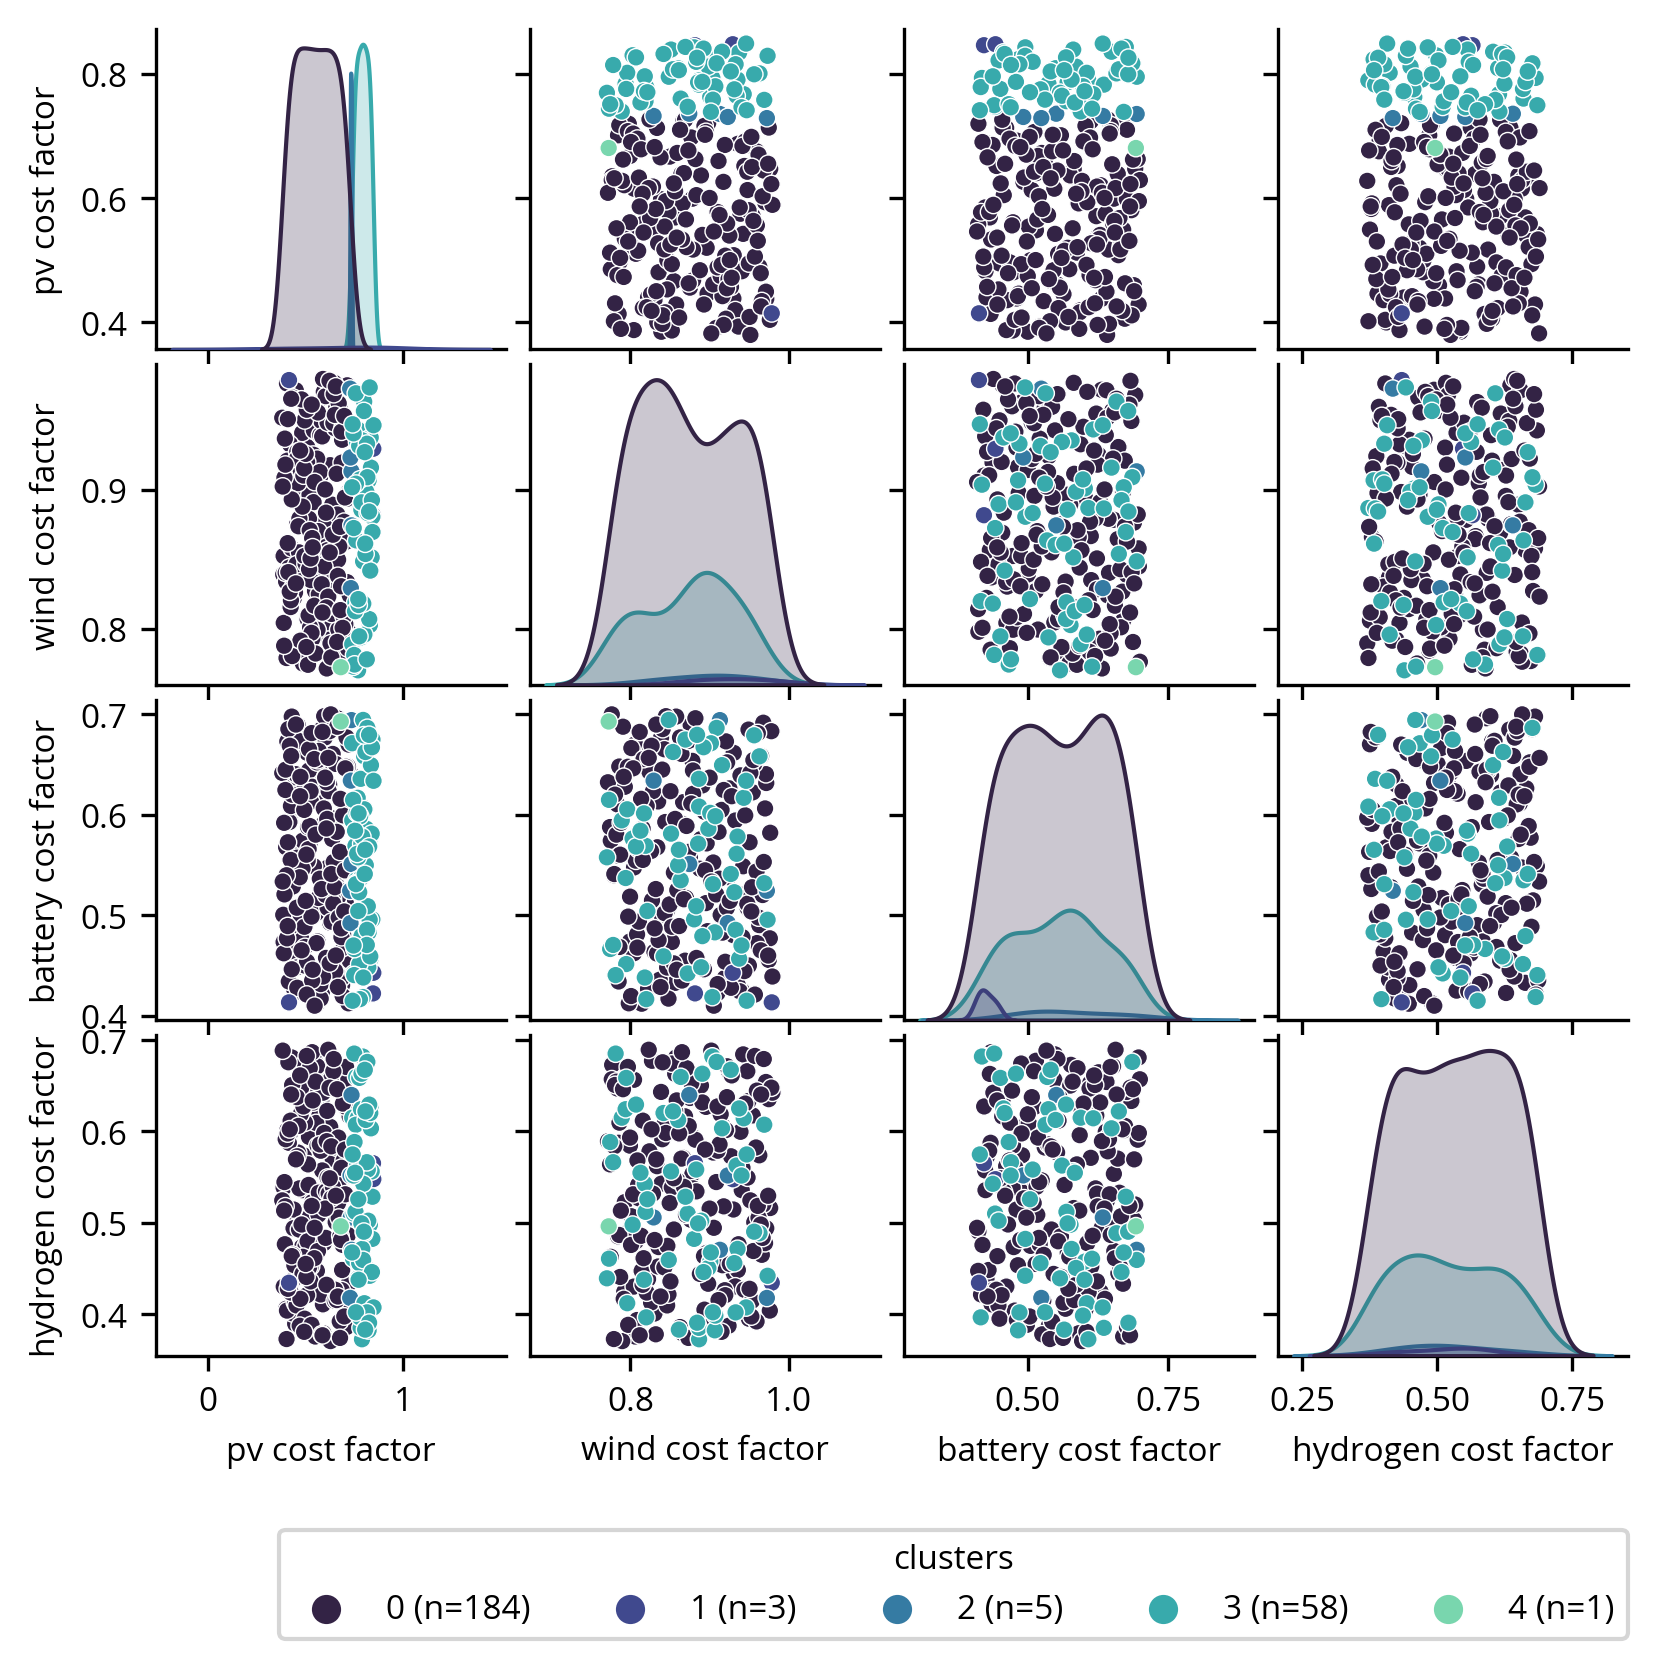 pv cost factor
0.8
0.6
0.4
wind cost factor
0.9
0.8
battery cost factor
0.7
0.6
0.5
0.4
hydrogen cost factor
0.7
0.6
0.5
0.4
0 1 0.8 1.0 0.50 0.75 0.25 0.50 0.75
pv cost factor wind cost factor battery cost factor hydrogen cost factor
clusters
0 (n=184) 1 (n=3) 2 (n=5) 3 (n=58) 4 (n=1)